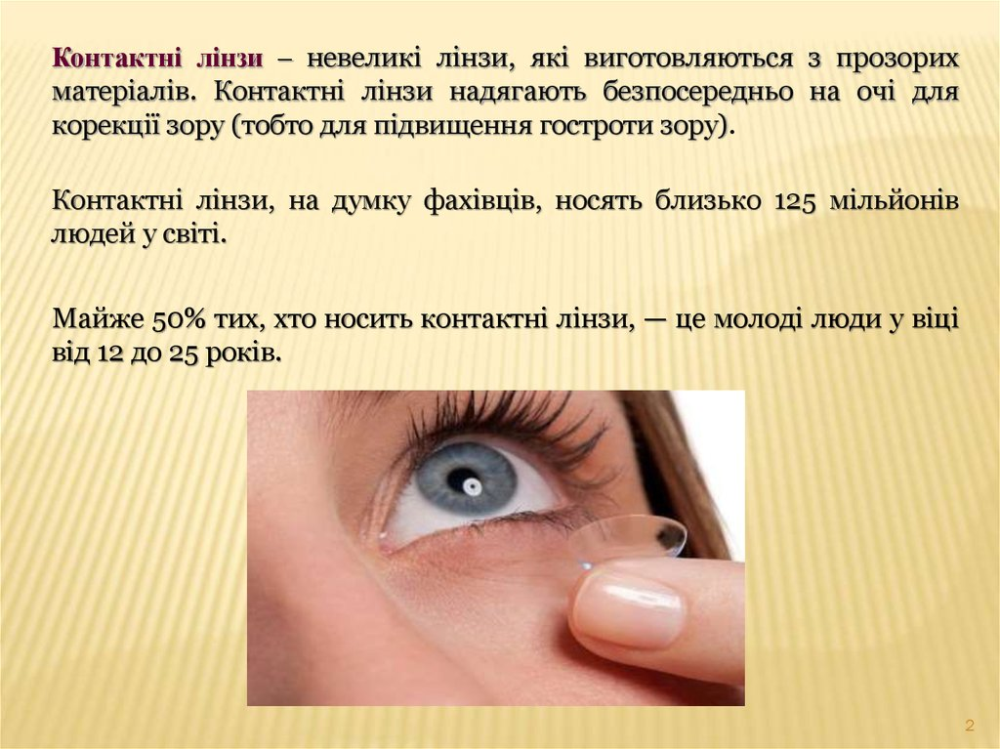 Контактні лінзи – невеликі лінзи, які виготовляються з прозорих
матеріалів. Контактні лінзи надягають безпосередньо на очі для
корекції зору (тобто для підвищення гостроти зору).
Контактні лінзи, на думку фахівців, носять близько 125 мільйонів
людей у світі.
Майже 50% тих, хто носить контактні лінзи, — це молоді люди у віці
від 12 до 25 років.
2